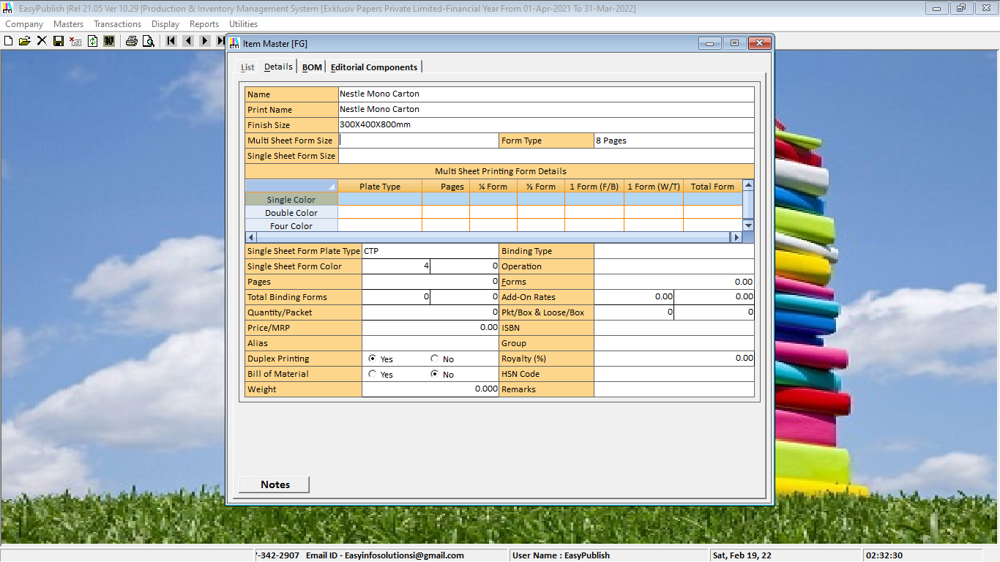 EasyPublish |Rel 21.05 Ver 10.29 |Production & Inventory Management System [Exklusiv Papers Private Limited-Financial Year From 01-Apr-2021 To 31-Mar-2022]
Company Masters Transactions Display Reports Utilities
Item Master [FG]
List Details BOM Editorial Components
Name Nestle Mono Carton
Print Name Nestle Mono Carton
Finish Size 300X400X800mm
Multi Sheet Form Size Form Type 8 Pages
Single Sheet Form Size
Multi Sheet Printing Form Details
Plate Type Pages ¼ Form ½ Form 1 Form (F/B) 1 Form (W/T) Total Form
Single Color
Double Color
Four Color
Single Sheet Form Plate Type CTP Binding Type
Single Sheet Form Color 4 0 Operation
Pages 0 Forms 0.00
Total Binding Forms 0 0 Add-On Rates 0.00 0.00
Quantity/Packet 0 Pkt/Box & Loose/Box 0 0
Price/MRP 0.00 ISBN
Alias Group
Duplex Printing Yes No Royalty (%) 0.00
Bill of Material Yes No HSN Code
Weight 0.000 Remarks
Notes
-342-2907 Email ID - Easyinfosolutionsi@gmail.com User Name : EasyPublish Sat, Feb 19, 22 02:32:30